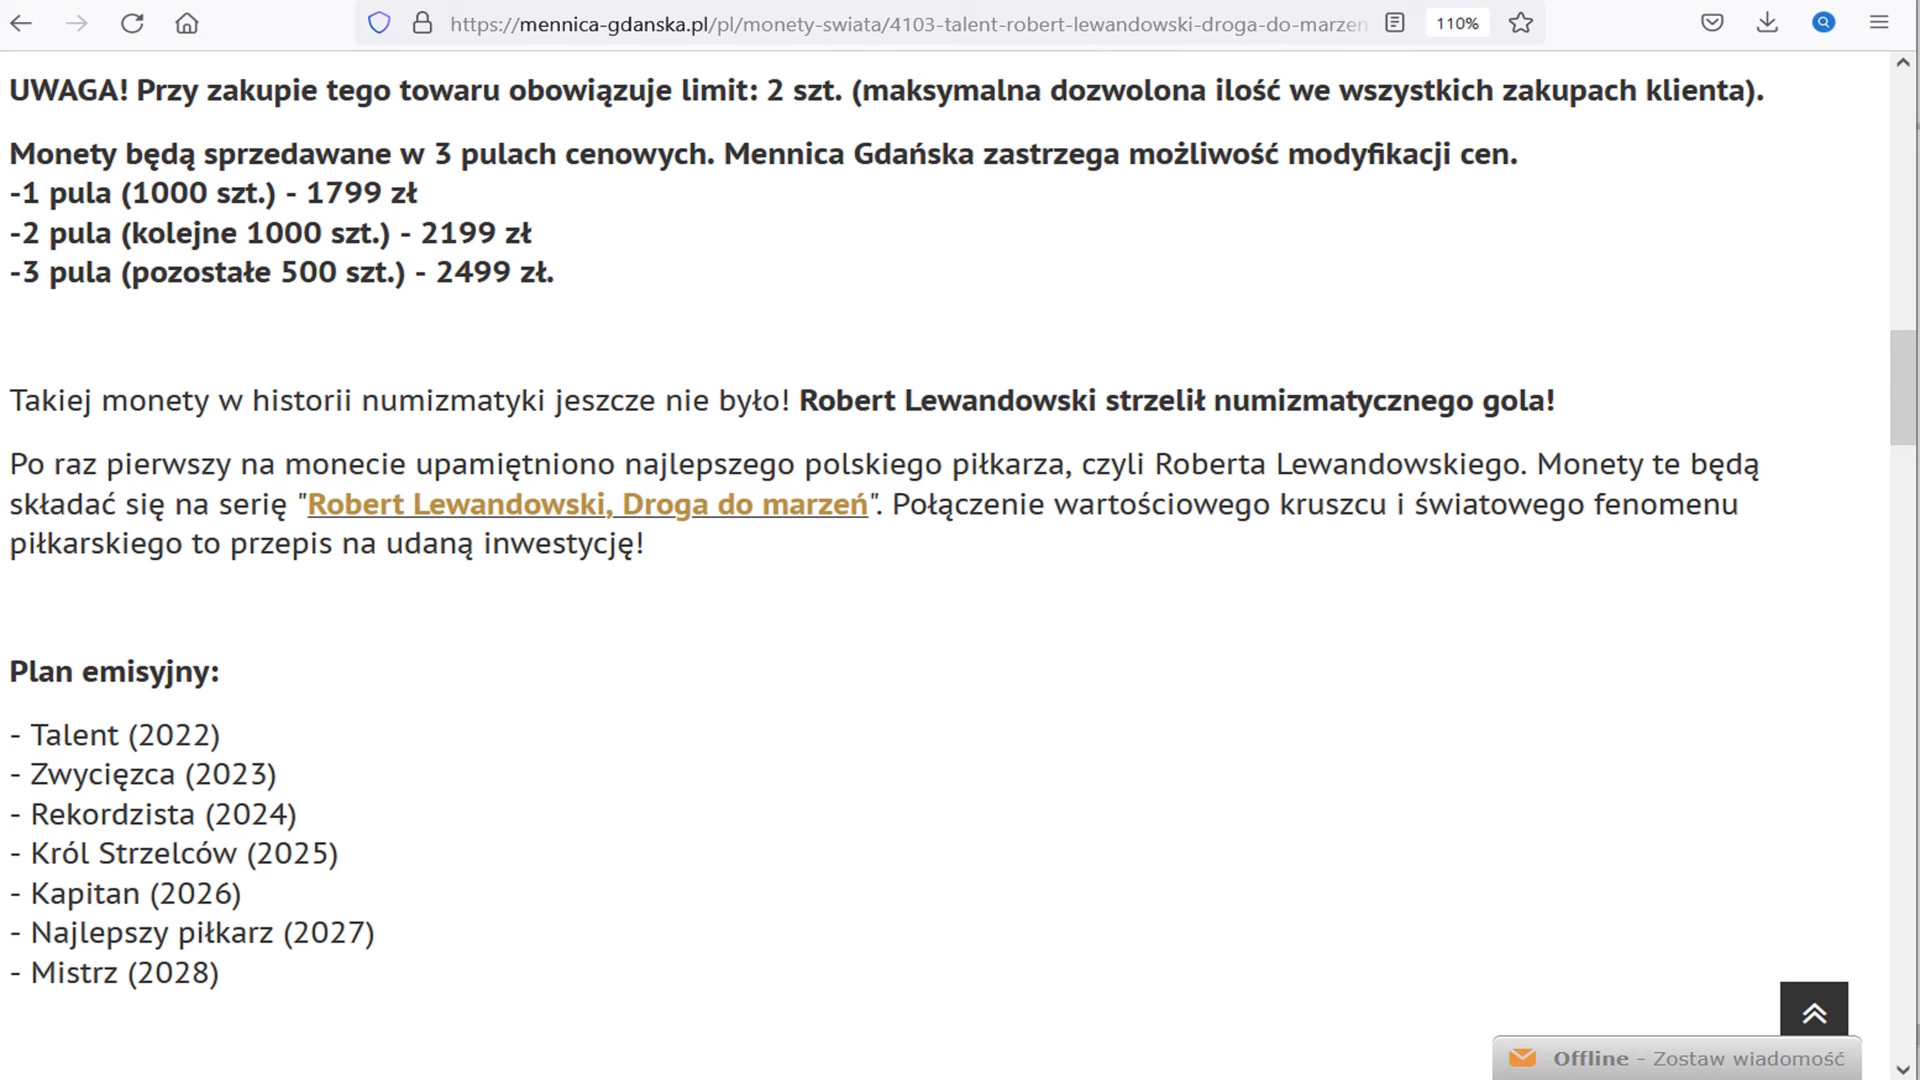 https://mennica-gdanska.pl/pl/monety-swiata/4103-talent-robert-lewandowski-droga-do-marzen
110%
UWAGA! Przy zakupie tego towaru obowiązuje limit: 2 szt. (maksymalna dozwolona ilość we wszystkich zakupach klienta).
Monety będą sprzedawane w 3 pulach cenowych. Mennica Gdańska zastrzega możliwość modyfikacji cen.
-1 pula (1000 szt.) - 1799 zł
-2 pula (kolejne 1000 szt.) - 2199 zł
-3 pula (pozostałe 500 szt.) - 2499 zł.
Takiej monety w historii numizmatyki jeszcze nie było! Robert Lewandowski strzelił numizmatycznego gola!
Po raz pierwszy na monecie upamiętniono najlepszego polskiego piłkarza, czyli Roberta Lewandowskiego. Monety te będą
składać się na serię "Robert Lewandowski, Droga do marzeń". Połączenie wartościowego kruszcu i światowego fenomenu
piłkarskiego to przepis na udaną inwestycję!
Plan emisyjny:
- Talent (2022)
- Zwycięzca (2023)
- Rekordzista (2024)
- Król Strzelców (2025)
- Kapitan (2026)
- Najlepszy piłkarz (2027)
- Mistrz (2028)
Offline - Zostaw wiadomość